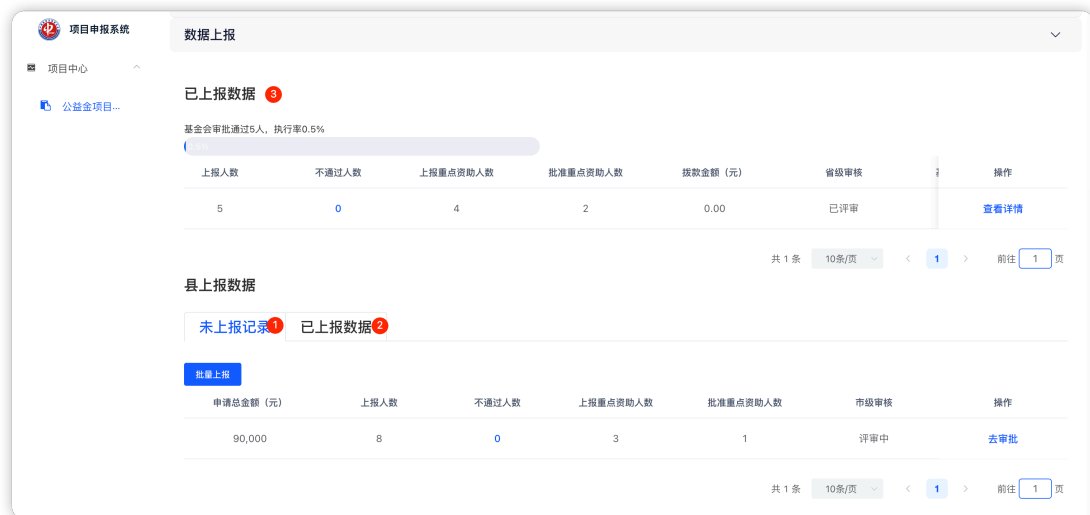 项目申报系统
数据上报
项目中心
公益金项目...
已上报数据 3
基金会审批通过5人，执行率0.5%
0.5%
上报人数 不通过人数 上报重点资助人数 批准重点资助人数 拨款金额（元） 省级审核 操作
5 0 4 2 0.00 已评审 查看详情
共 1 条 10条/页 1 前往 1 页
县上报数据
未上报记录 1 已上报数据 2
批量上报
申请总金额（元） 上报人数 不通过人数 上报重点资助人数 批准重点资助人数 市级审核 操作
90,000 8 0 3 1 评审中 去审批
共 1 条 10条/页 1 前往 1 页